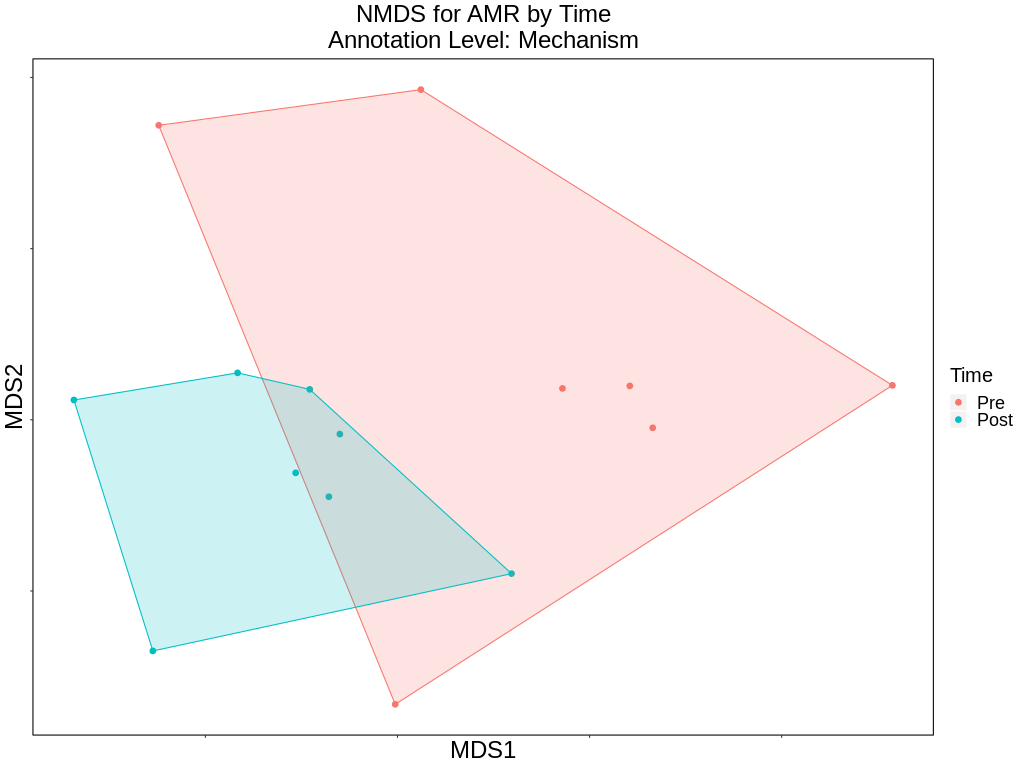 NMDS for AMR by Time
Annotation Level: Mechanism
MDS2
Time
Pre
Post
MDS1